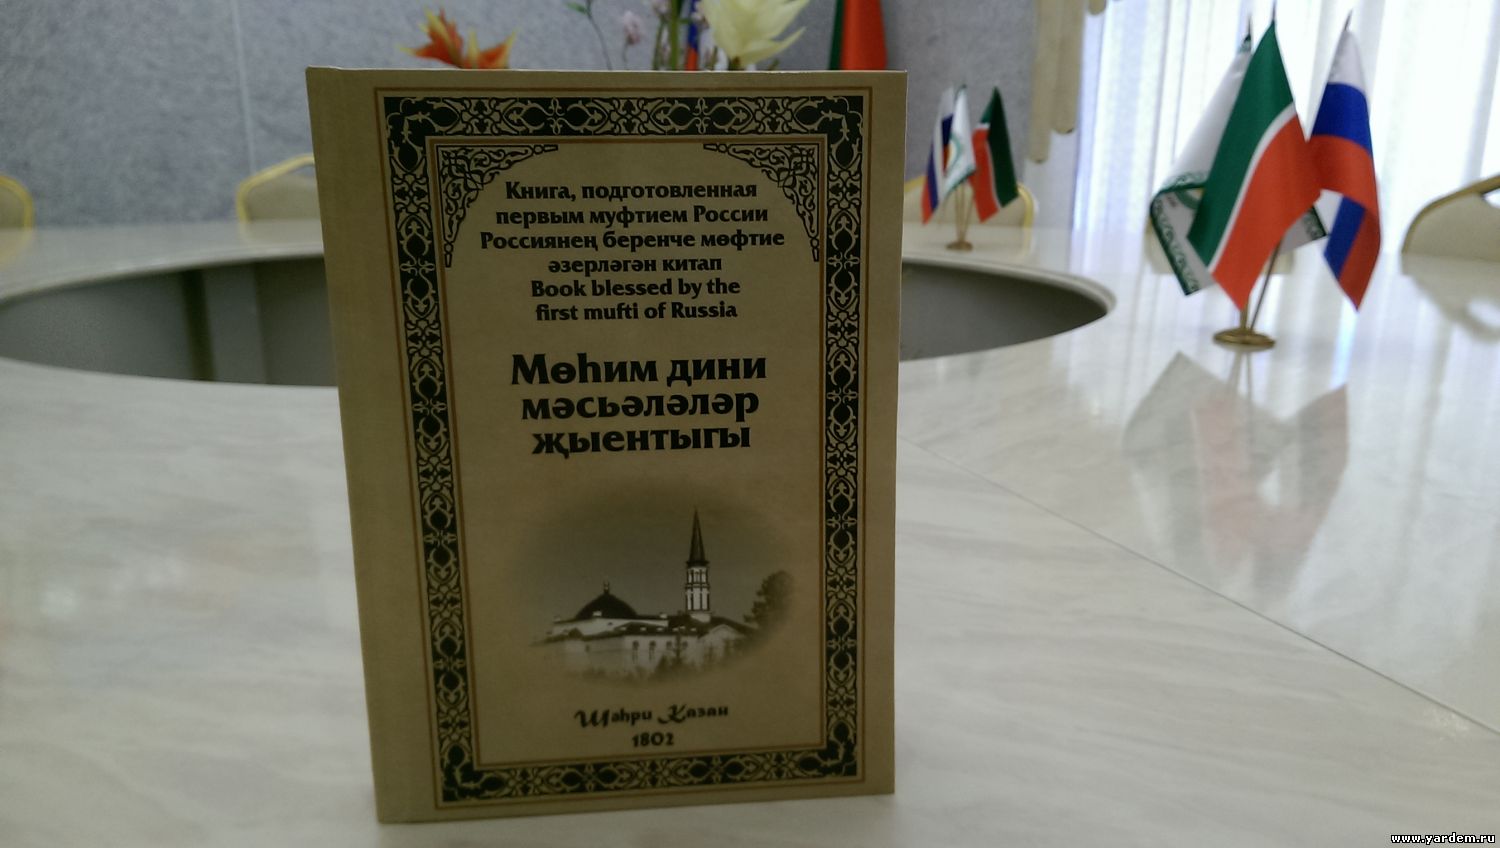 Книга, подготовленная
первым муфтием России
Россиянең беренче мөфтие
әзерләгән китап
Book blessed by the
first mufti of Russia
Мөһим дини
мәсьәләләр
җыентыгы
Шәһри Казан
1802
www.yardem.ru